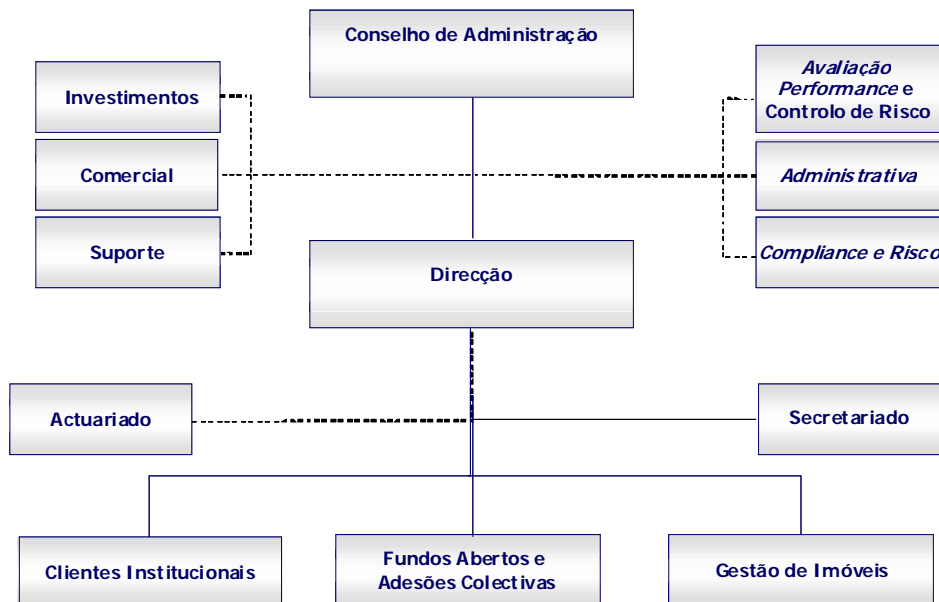 Conselho de Administração
Investimentos
Comercial
Suporte
Avaliação
Performance e
Controlo de Risco
Administrativa
Compliance e Risco
Direcção
Actuariado
Secretariado
Clientes Institucionais
Fundos Abertos e
Adesões Colectivas
Gestão de Imóveis